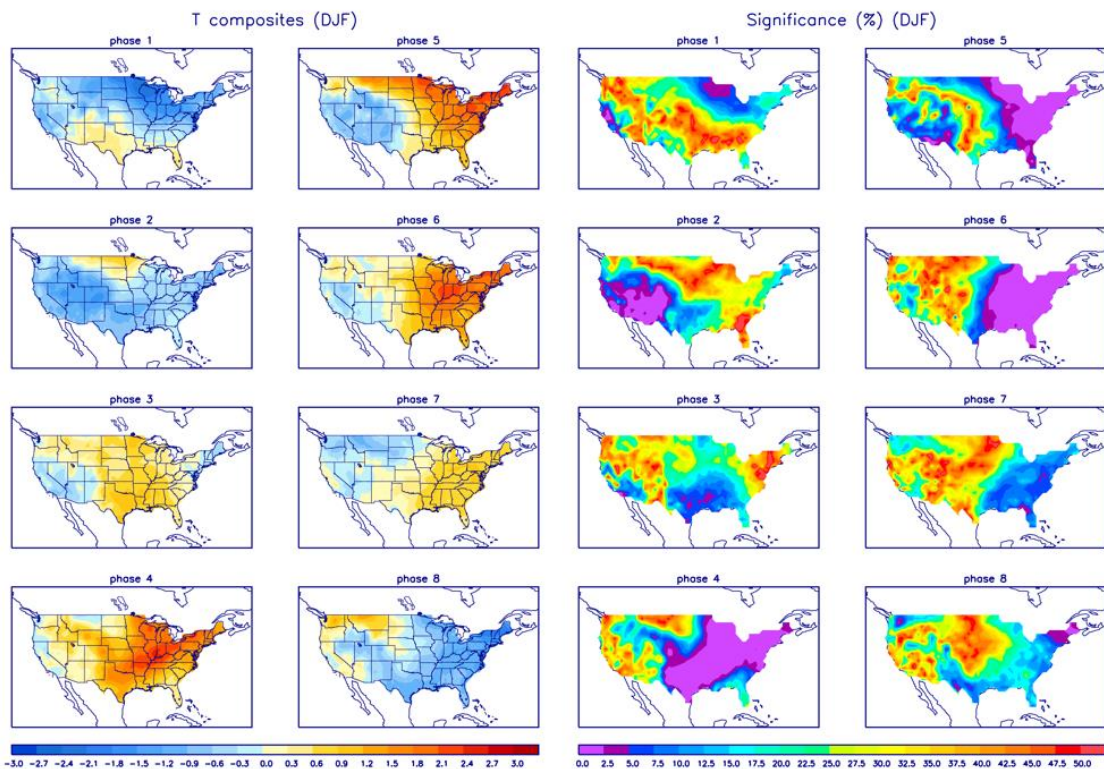 T composites (DJF)
Significance (%) (DJF)
phase 1
phase 5
phase 1
phase 5
phase 2
phase 6
phase 2
phase 6
phase 3
phase 7
phase 3
phase 7
phase 4
phase 8
phase 4
phase 8
-3.0 -2.7 -2.4 -2.1 -1.8 -1.5 -1.2 -0.9 -0.6 -0.3 0.0 0.3 0.6 0.9 1.2 1.5 1.8 2.1 2.4 2.7 3.0
0.0 2.5 5.0 7.5 10.0 12.5 15.0 17.5 20.0 22.5 25.0 27.5 30.0 32.5 35.0 37.5 40.0 42.5 45.0 47.5 50.0